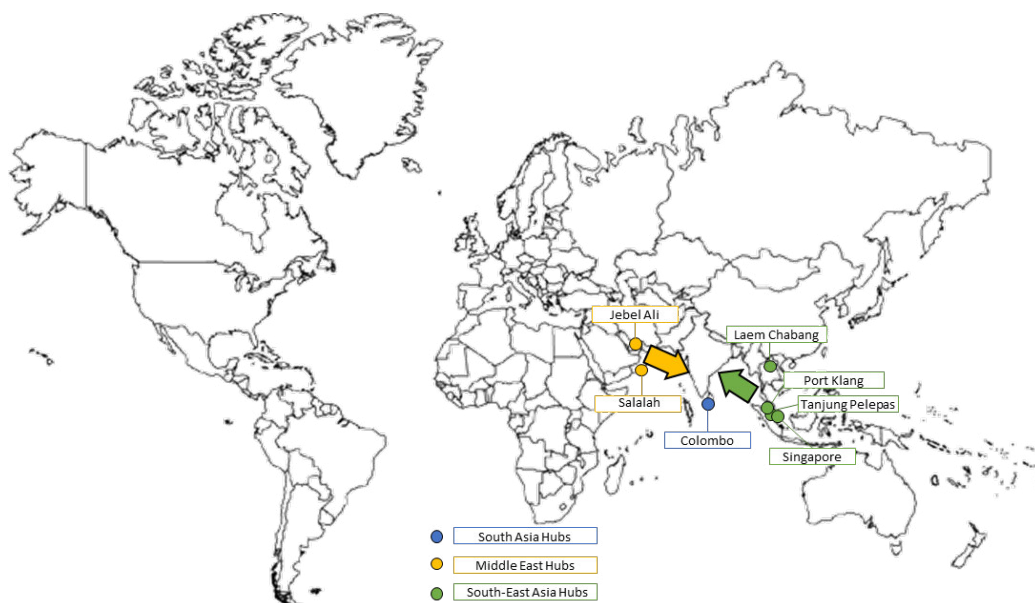 Jebel Ali
Laem Chabang
Port Klang
Salalah
Tanjung Pelepas
Colombo
Singapore
South Asia Hubs
Middle East Hubs
South-East Asia Hubs